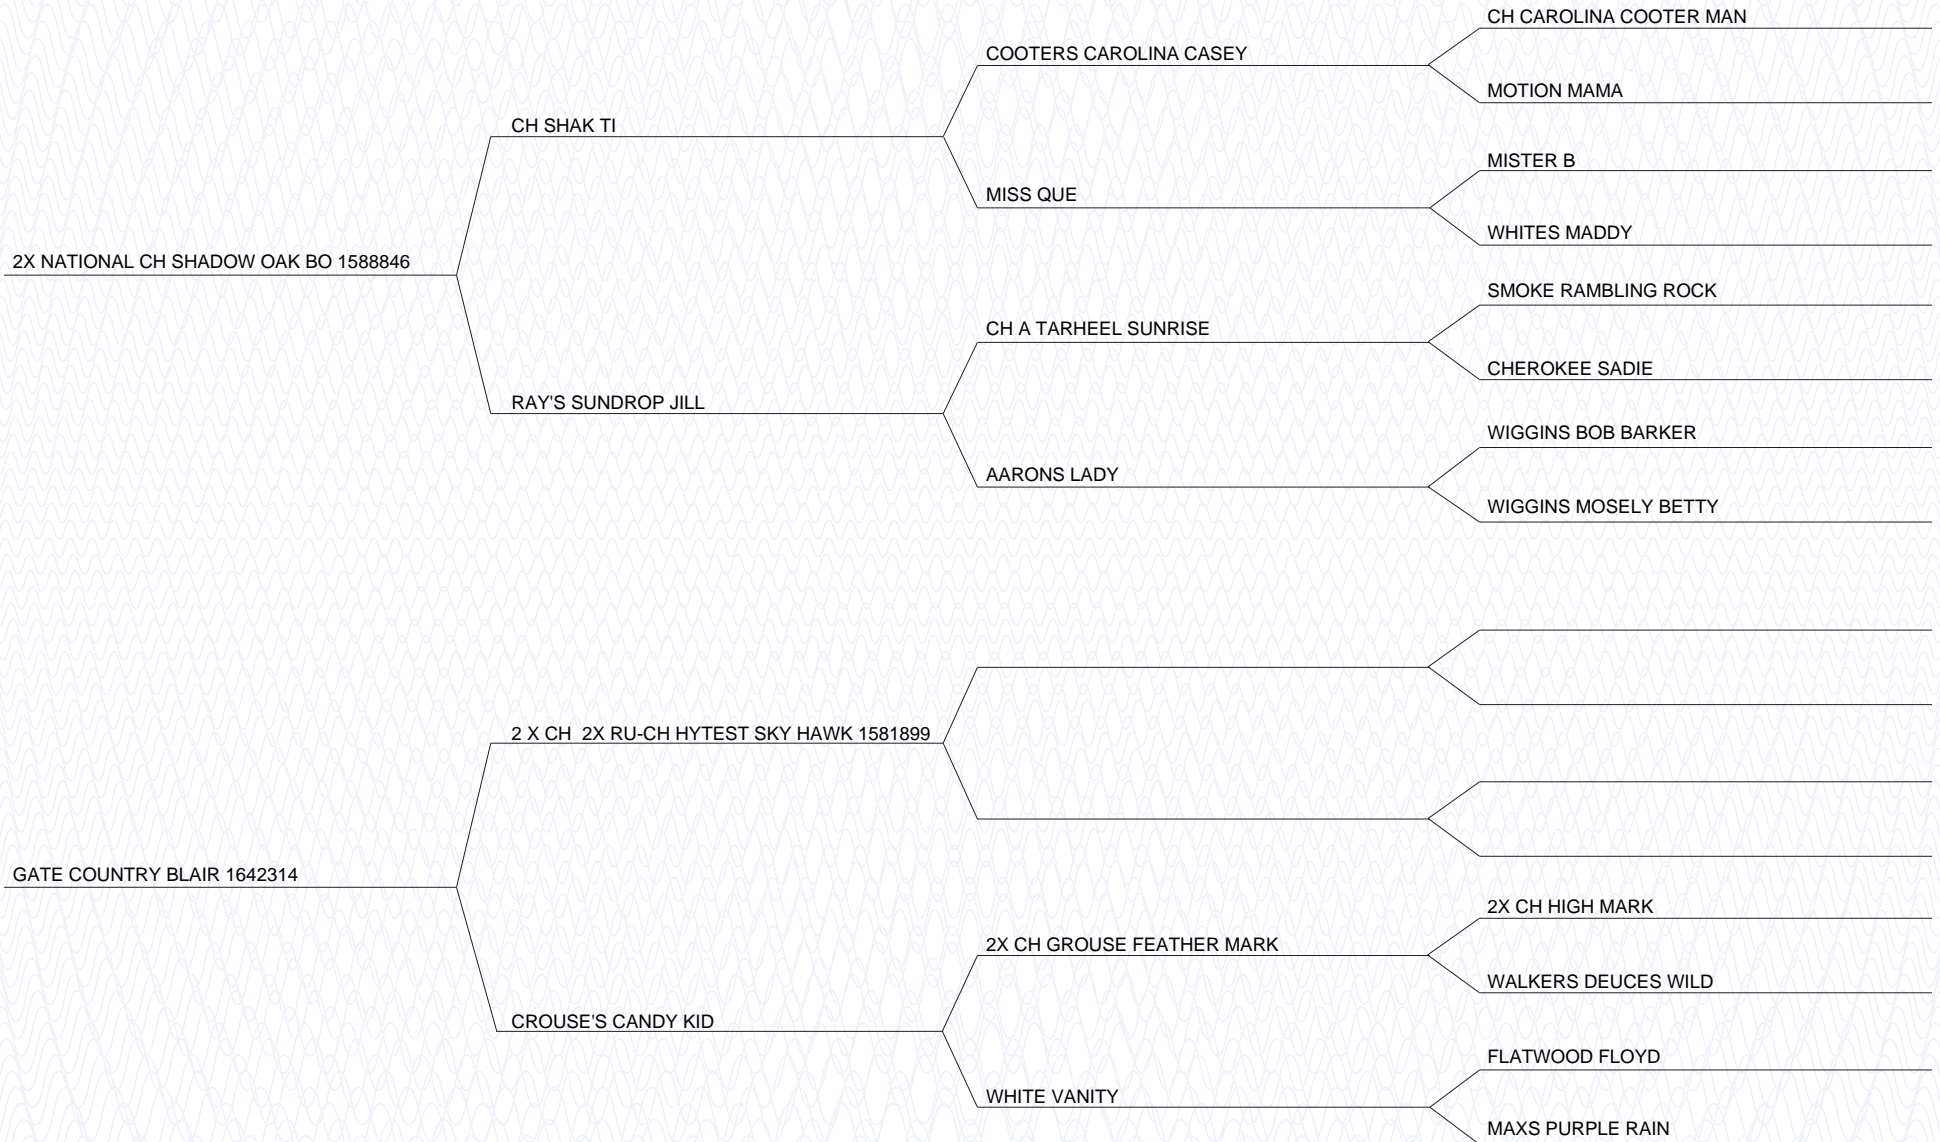 CH CAROLINA COOTER MAN
COOTERS CAROLINA CASEY
MOTION MAMA
CH SHAK TI
MISTER B
MISS QUE
WHITES MADDY
2X NATIONAL CH SHADOW OAK BO 1588846
SMOKE RAMBLING ROCK
CH A TARHEEL SUNRISE
CHEROKEE SADIE
RAY'S SUNDROP JILL
WIGGINS BOB BARKER
AARONS LADY
WIGGINS MOSELY BETTY
2 X CH  2X RU-CH HYTEST SKY HAWK 1581899
GATE COUNTRY BLAIR 1642314
2X CH HIGH MARK
2X CH GROUSE FEATHER MARK
WALKERS DEUCES WILD
CROUSE'S CANDY KID
FLATWOOD FLOYD
WHITE VANITY
MAXS PURPLE RAIN